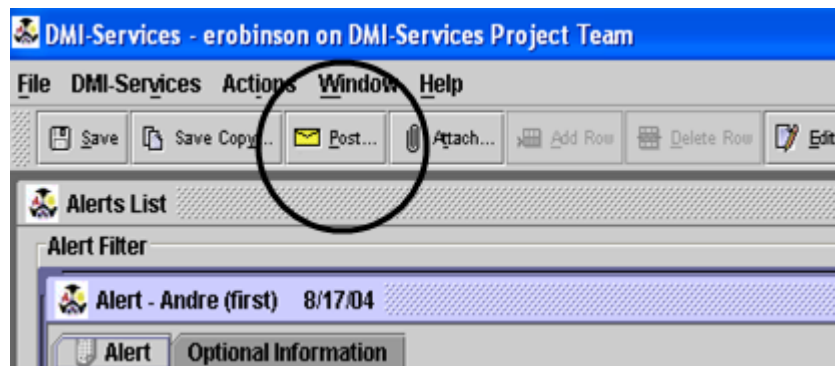 DMI-Services - erobinson on DMI-Services Project Team
File DMI-Services Actions Window Help
Save Save Copy... Post... Attach... Add Row Delete Row Edit
Alerts List
Alert Filter
Alert - Andre (first) 8/17/04
Alert Optional Information